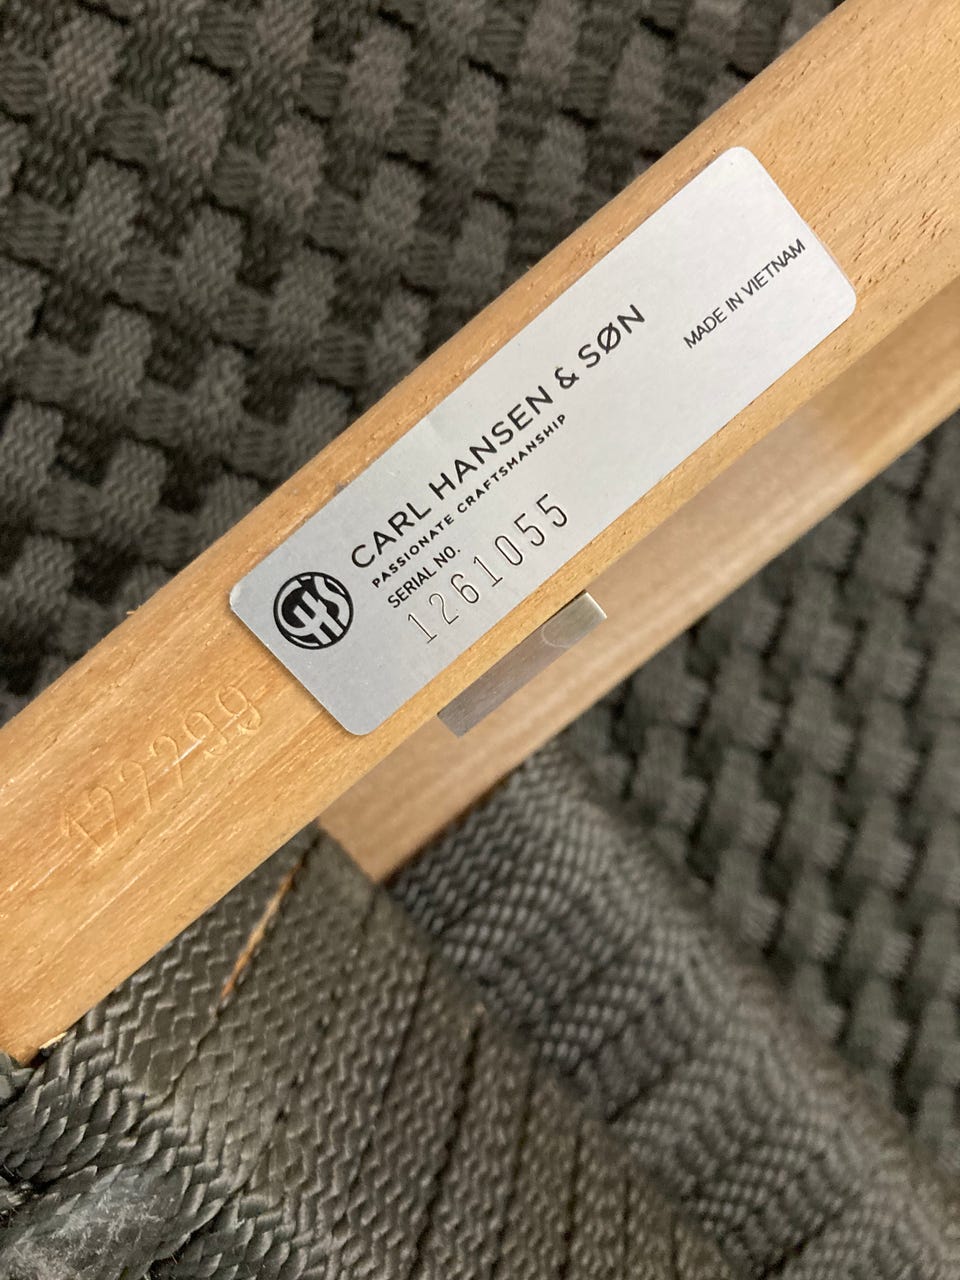 CARL HANSEN & SØN
PASSIONATE CRAFTSMANSHIP
SERIAL NO.
1261055
MADE IN VIETNAM